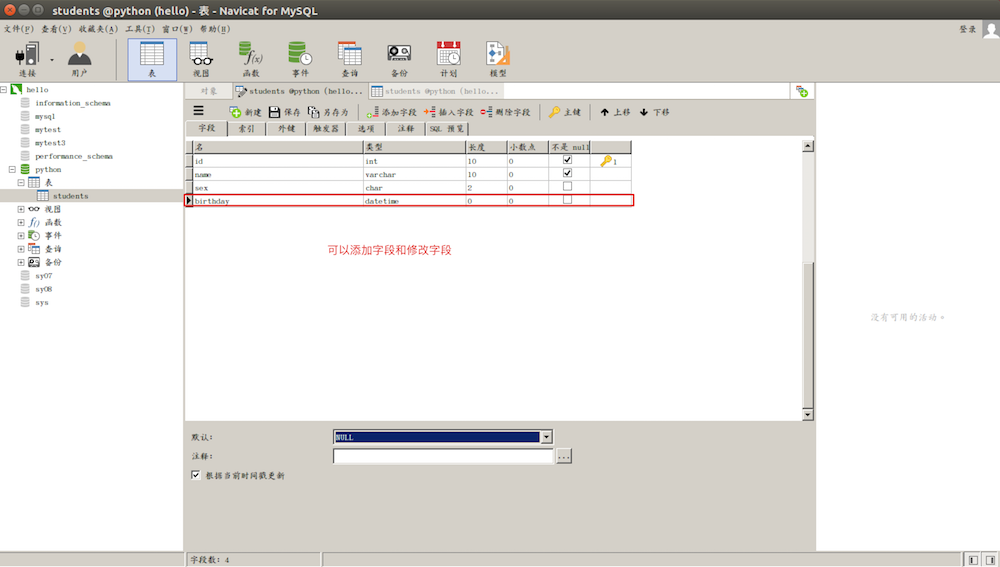 students @python (hello) - 表 - Navicat for MySQL
文件(F) 查看(V) 收藏夹(A) 工具(T) 窗口(W) 帮助(H) 登录
连接 用户 表 视图 函数 事件 查询 备份 计划 模型
对象 students @python (hello... students @python (hello...
新建 保存 另存为 添加字段 插入字段 删除字段 主键 上移 下移
字段 索引 外键 触发器 选项 注释 SQL 预览
名 类型 长度 小数点 不是 null
id int 10 0 1
name varchar 10 0
sex char 2 0
birthday datetime 0 0
可以添加字段和修改字段
hello
information_schema
mysql
mytest
mytest3
performance_schema
python
表
students
视图
f() 函数
事件
查询
备份
sy07
sy08
sys
没有可用的活动。
默认: NULL
注释: ...
根据当前时间戳更新
字段数: 4